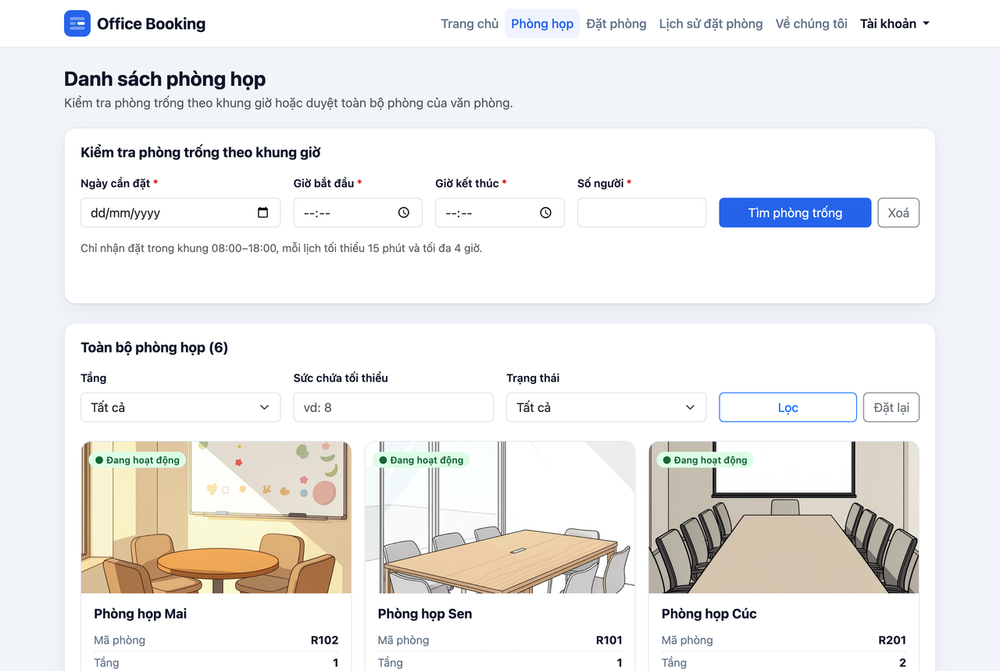 Office Booking
Trang chủ Phòng họp Đặt phòng Lịch sử đặt phòng Về chúng tôi Tài khoản
Danh sách phòng họp
Kiểm tra phòng trống theo khung giờ hoặc duyệt toàn bộ phòng của văn phòng.
Kiểm tra phòng trống theo khung giờ
Ngày cần đặt * Giờ bắt đầu * Giờ kết thúc * Số người *
dd/mm/yyyy --:-- --:-- Tìm phòng trống Xoá
Chỉ nhận đặt trong khung 08:00–18:00, mỗi lịch tối thiểu 15 phút và tối đa 4 giờ.
Toàn bộ phòng họp (6)
Tầng Sức chứa tối thiểu Trạng thái
Tất cả vd: 8 Tất cả Lọc Đặt lại
Đang hoạt động Đang hoạt động Đang hoạt động
Phòng họp Mai Phòng họp Sen Phòng họp Cúc
Mã phòng R102 Mã phòng R101 Mã phòng R201
Tầng 1 Tầng 1 Tầng 2